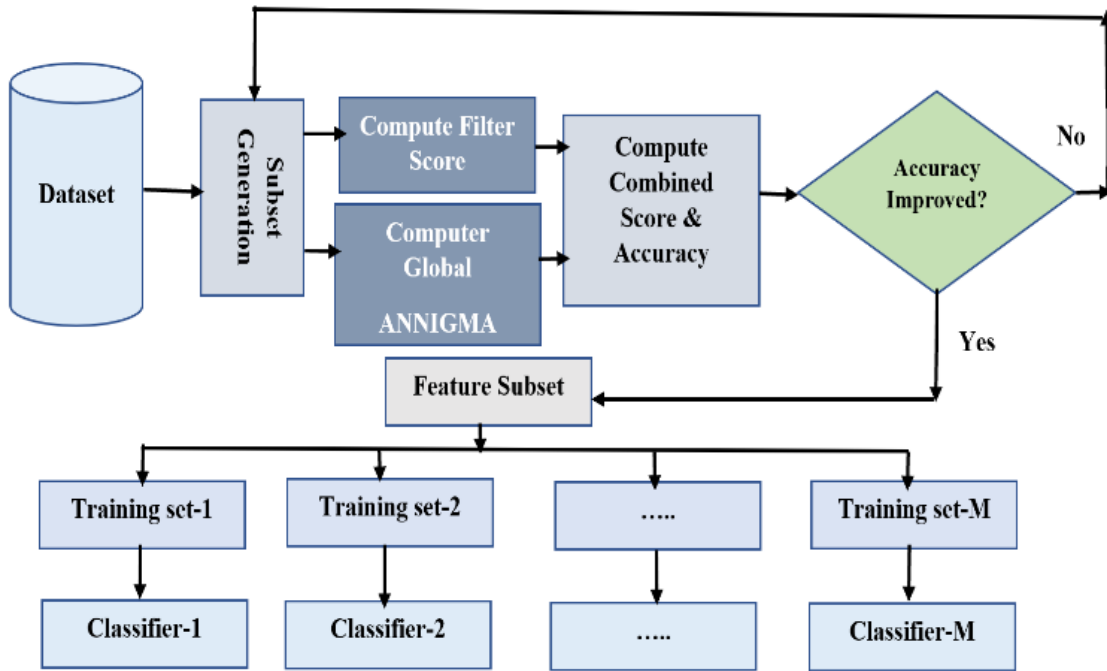 Dataset
Subset
Generation
Compute Filter
Score
Computer
Global
ANNIGMA
Compute
Combined
Score &
Accuracy
Accuracy
Improved?
No
Yes
Feature Subset
Training set-1
Training set-2
.....
Training set-M
Classifier-1
Classifier-2
.....
Classifier-M